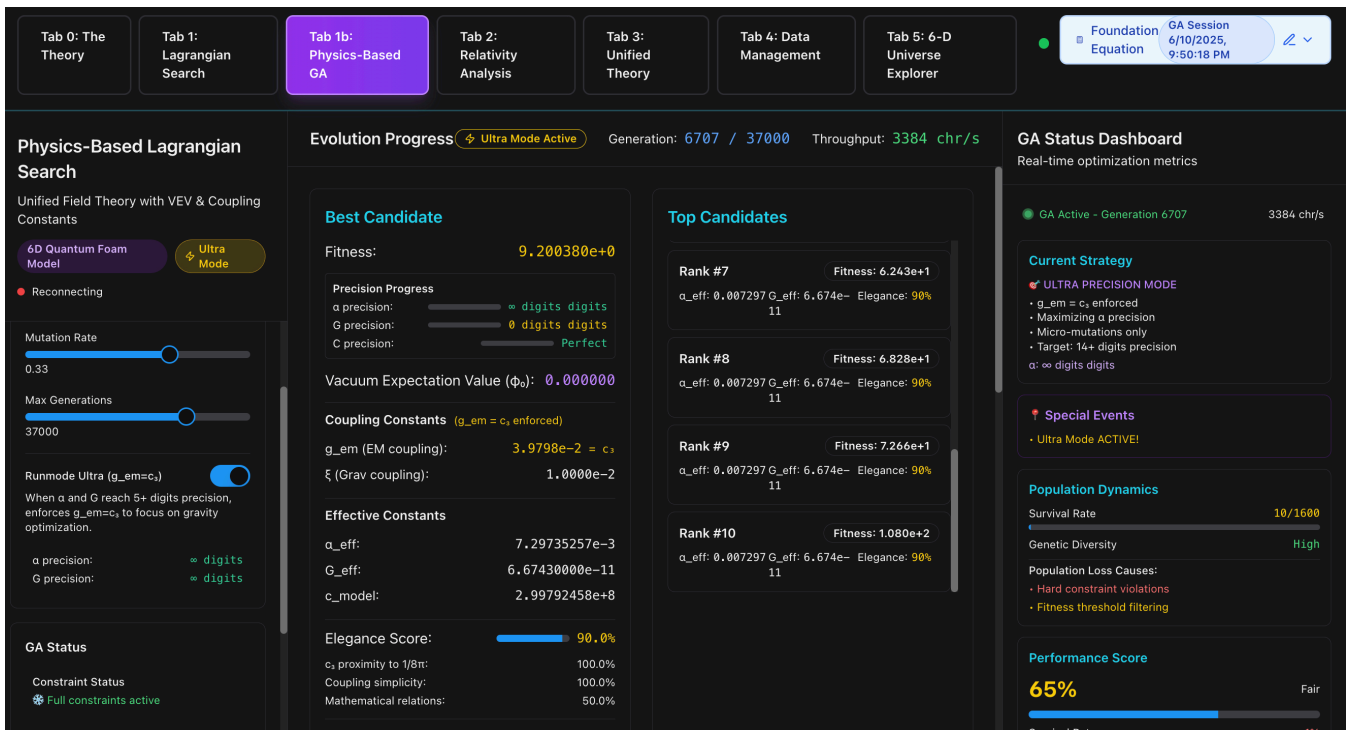 Tab 0: The
Theory
Tab 1:
Lagrangian
Search
Tab 1b:
Physics-Based
GA
Tab 2:
Relativity
Analysis
Tab 3:
Unified
Theory
Tab 4: Data
Management
Tab 5: 6-D
Universe
Explorer
Foundation
Equation
GA Session
6/10/2025,
9:50:18 PM
Physics-Based Lagrangian
Search
Unified Field Theory with VEV & Coupling
Constants
6D Quantum Foam
Model
Ultra
Mode
Reconnecting
Mutation Rate
0.33
Max Generations
37000
Runmode Ultra (g_em=c₃)
When α and G reach 5+ digits precision,
enforces g_em=c₃ to focus on gravity
optimization.
α precision: ∞ digits
G precision: ∞ digits
GA Status
Constraint Status
❄️ Full constraints active
Evolution Progress
Ultra Mode Active
Generation: 6707 / 37000
Throughput: 3384 chr/s
Best Candidate
Fitness: 9.200380e+0
Precision Progress
α precision: ∞ digits digits
G precision: 0 digits digits
C precision: Perfect
Vacuum Expectation Value (ϕ₀): 0.000000
Coupling Constants (g_em = c₃ enforced)
g_em (EM coupling): 3.9798e-2 = c₃
ξ (Grav coupling): 1.0000e-2
Effective Constants
α_eff: 7.29735257e-3
G_eff: 6.67430000e-11
c_model: 2.99792458e+8
Elegance Score: 90.0%
c₃ proximity to 1/8π: 100.0%
Coupling simplicity: 100.0%
Mathematical relations: 50.0%
Top Candidates
Rank #7 Fitness: 6.243e+1
α_eff: 0.007297 G_eff: 6.674e- Elegance: 90%
11
Rank #8 Fitness: 6.828e+1
α_eff: 0.007297 G_eff: 6.674e- Elegance: 90%
11
Rank #9 Fitness: 7.266e+1
α_eff: 0.007297 G_eff: 6.674e- Elegance: 90%
11
Rank #10 Fitness: 1.080e+2
α_eff: 0.007297 G_eff: 6.674e- Elegance: 90%
11
GA Status Dashboard
Real-time optimization metrics
GA Active - Generation 6707 3384 chr/s
Current Strategy
🎯 ULTRA PRECISION MODE
• g_em = c₃ enforced
• Maximizing α precision
• Micro-mutations only
• Target: 14+ digits precision
α: ∞ digits digits
📍 Special Events
• Ultra Mode ACTIVE!
Population Dynamics
Survival Rate 10/1600
Genetic Diversity High
Population Loss Causes:
• Hard constraint violations
• Fitness threshold filtering
Performance Score
65% Fair